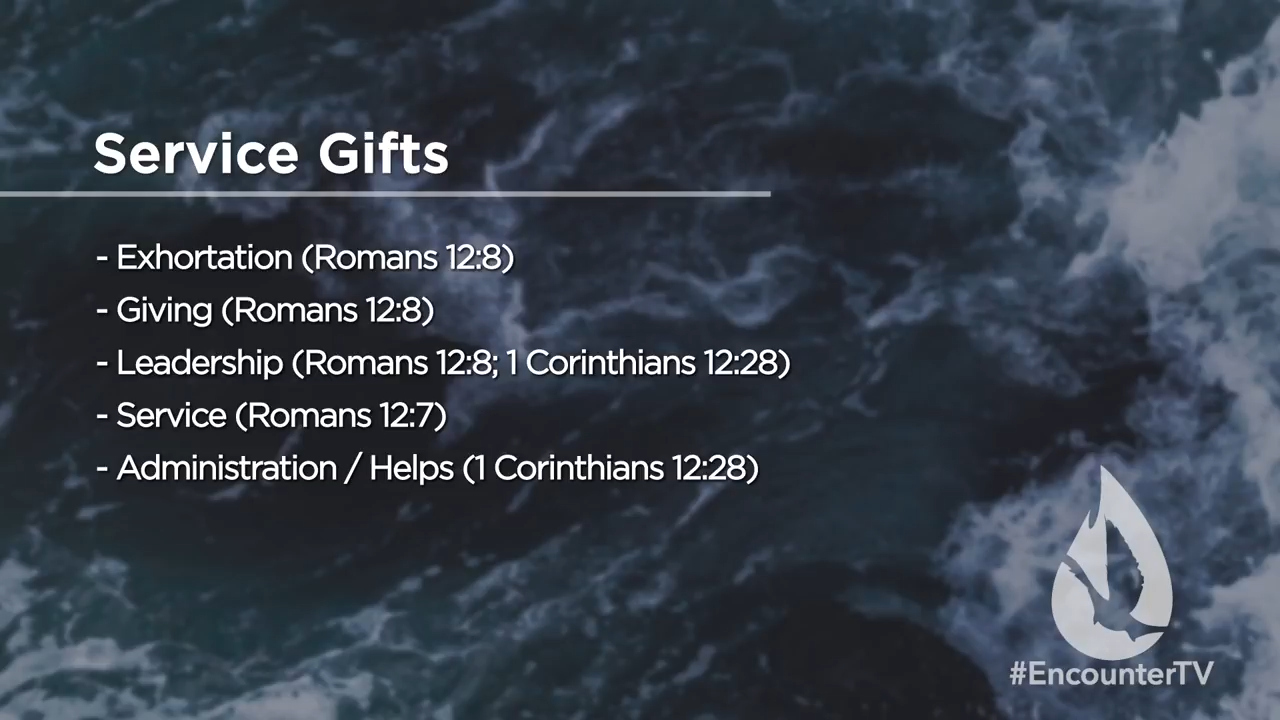 Service Gifts
- Exhortation (Romans 12:8)
- Giving (Romans 12:8)
- Leadership (Romans 12:8; 1 Corinthians 12:28)
- Service (Romans 12:7)
- Administration / Helps (1 Corinthians 12:28)
#EncounterTV